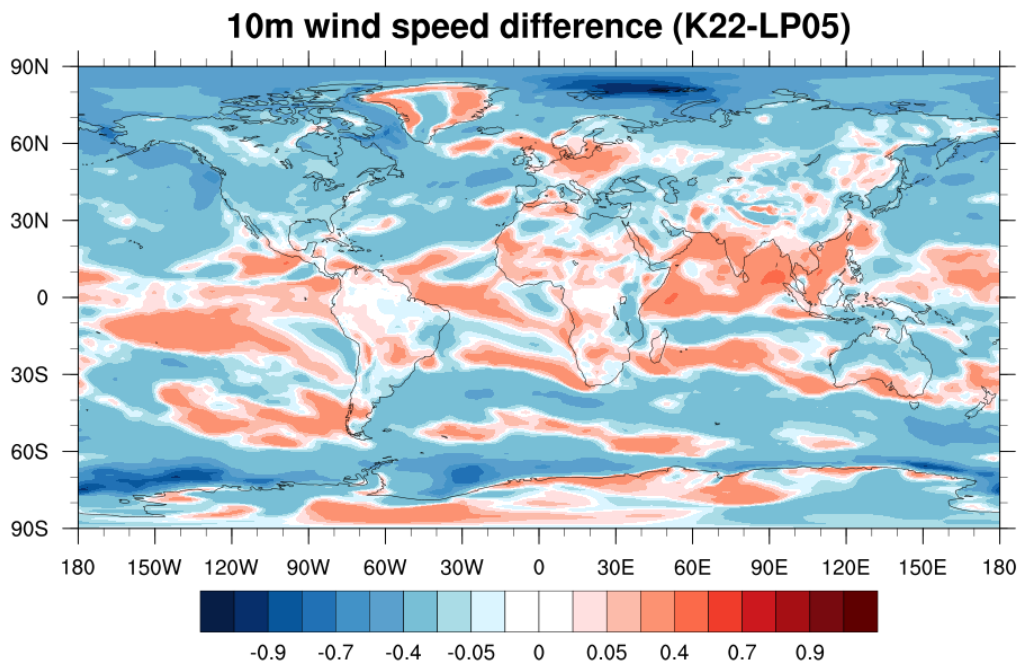 10m wind speed difference (K22-LP05)
90N
60N
30N
0
30S
60S
90S
180 150W 120W 90W 60W 30W 0 30E 60E 90E 120E 150E 180
-0.9 -0.7 -0.4 -0.05 0 0.05 0.4 0.7 0.9